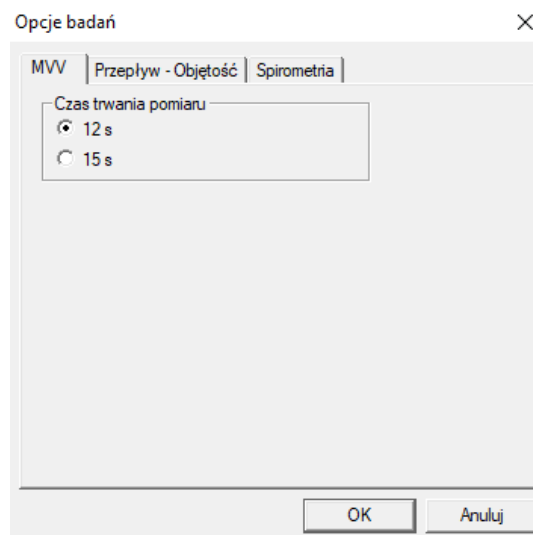 Opcje badań
MVV Przepływ - Objętość Spirometria
Czas trwania pomiaru
12 s
15 s
OK Anuluj